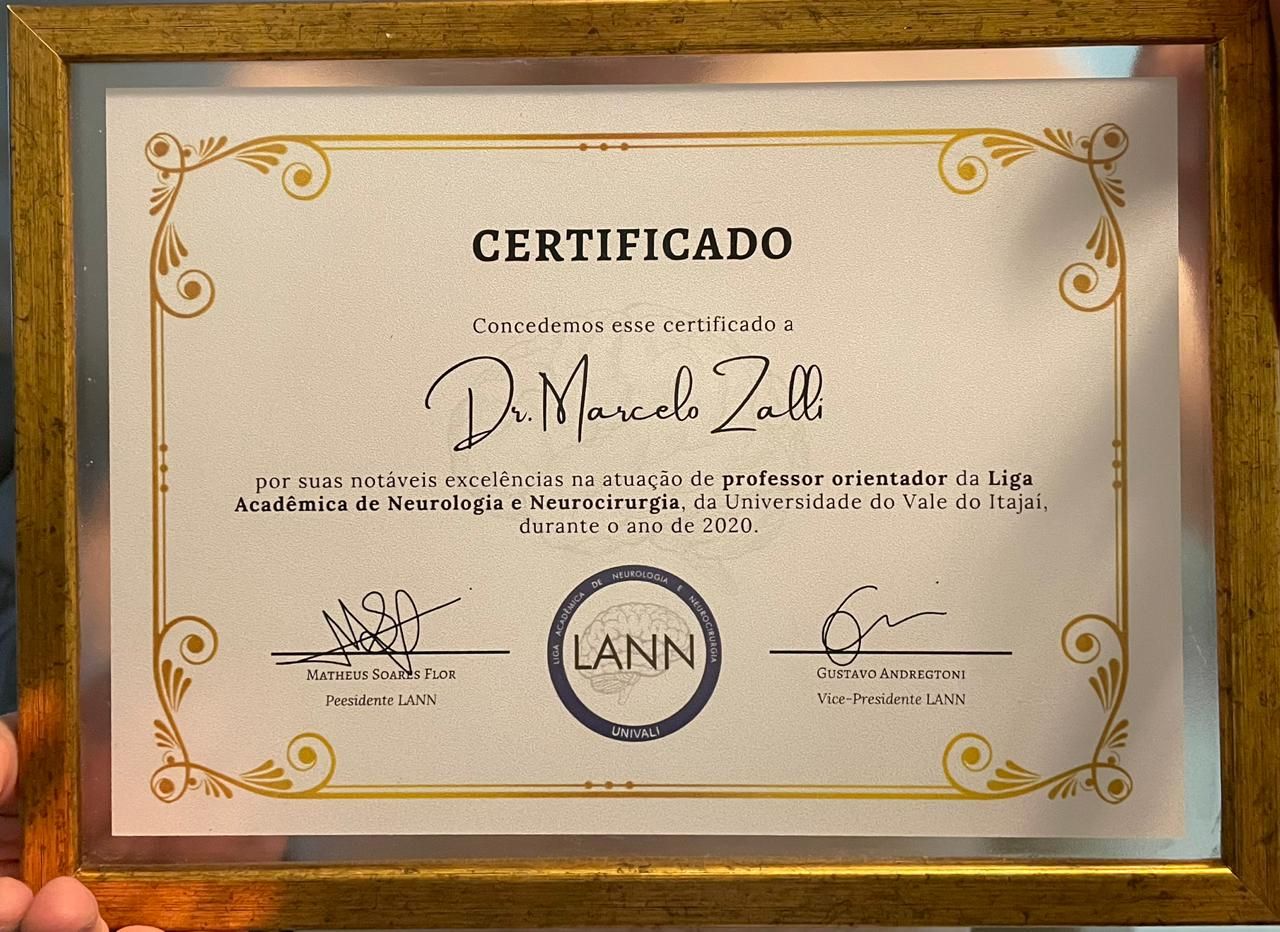 CERTIFICADO
Concedemos esse certificado a
Dr. Marcelo Zalli
por suas notáveis excelências na atuação de professor orientador da Liga
Acadêmica de Neurologia e Neurocirurgia, da Universidade do Vale do Itajaí,
durante o ano de 2020.
LIGA ACADÊMICA DE NEUROLOGIA E NEUROCIRURGIA
LANN
UNIVALI
MATHEUS SOARES FLOR
Peesidente LANN
GUSTAVO ANDREGTONI
Vice-Presidente LANN